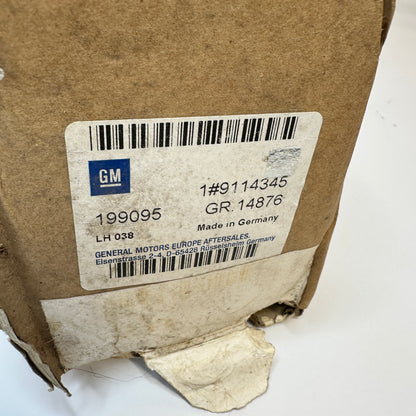 GM
1#9114345
199095
GR.14876
LH 038
Made in Germany
GENERAL MOTORS EUROPE AFTERSALES,
Eisenstrasse 2-4, D-65428 Rüsselsheim Germany